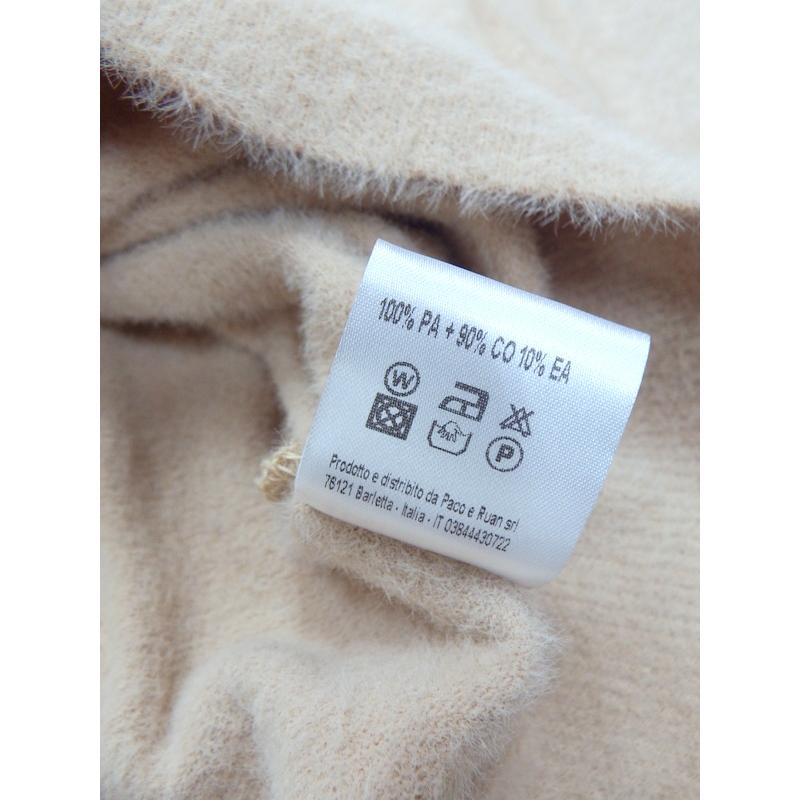 100% PA + 90% CO 10% EA
W
P
Prodotto e distribito da Paco e Ruan srl
76121 Barletta - Italia - IT 03844430722